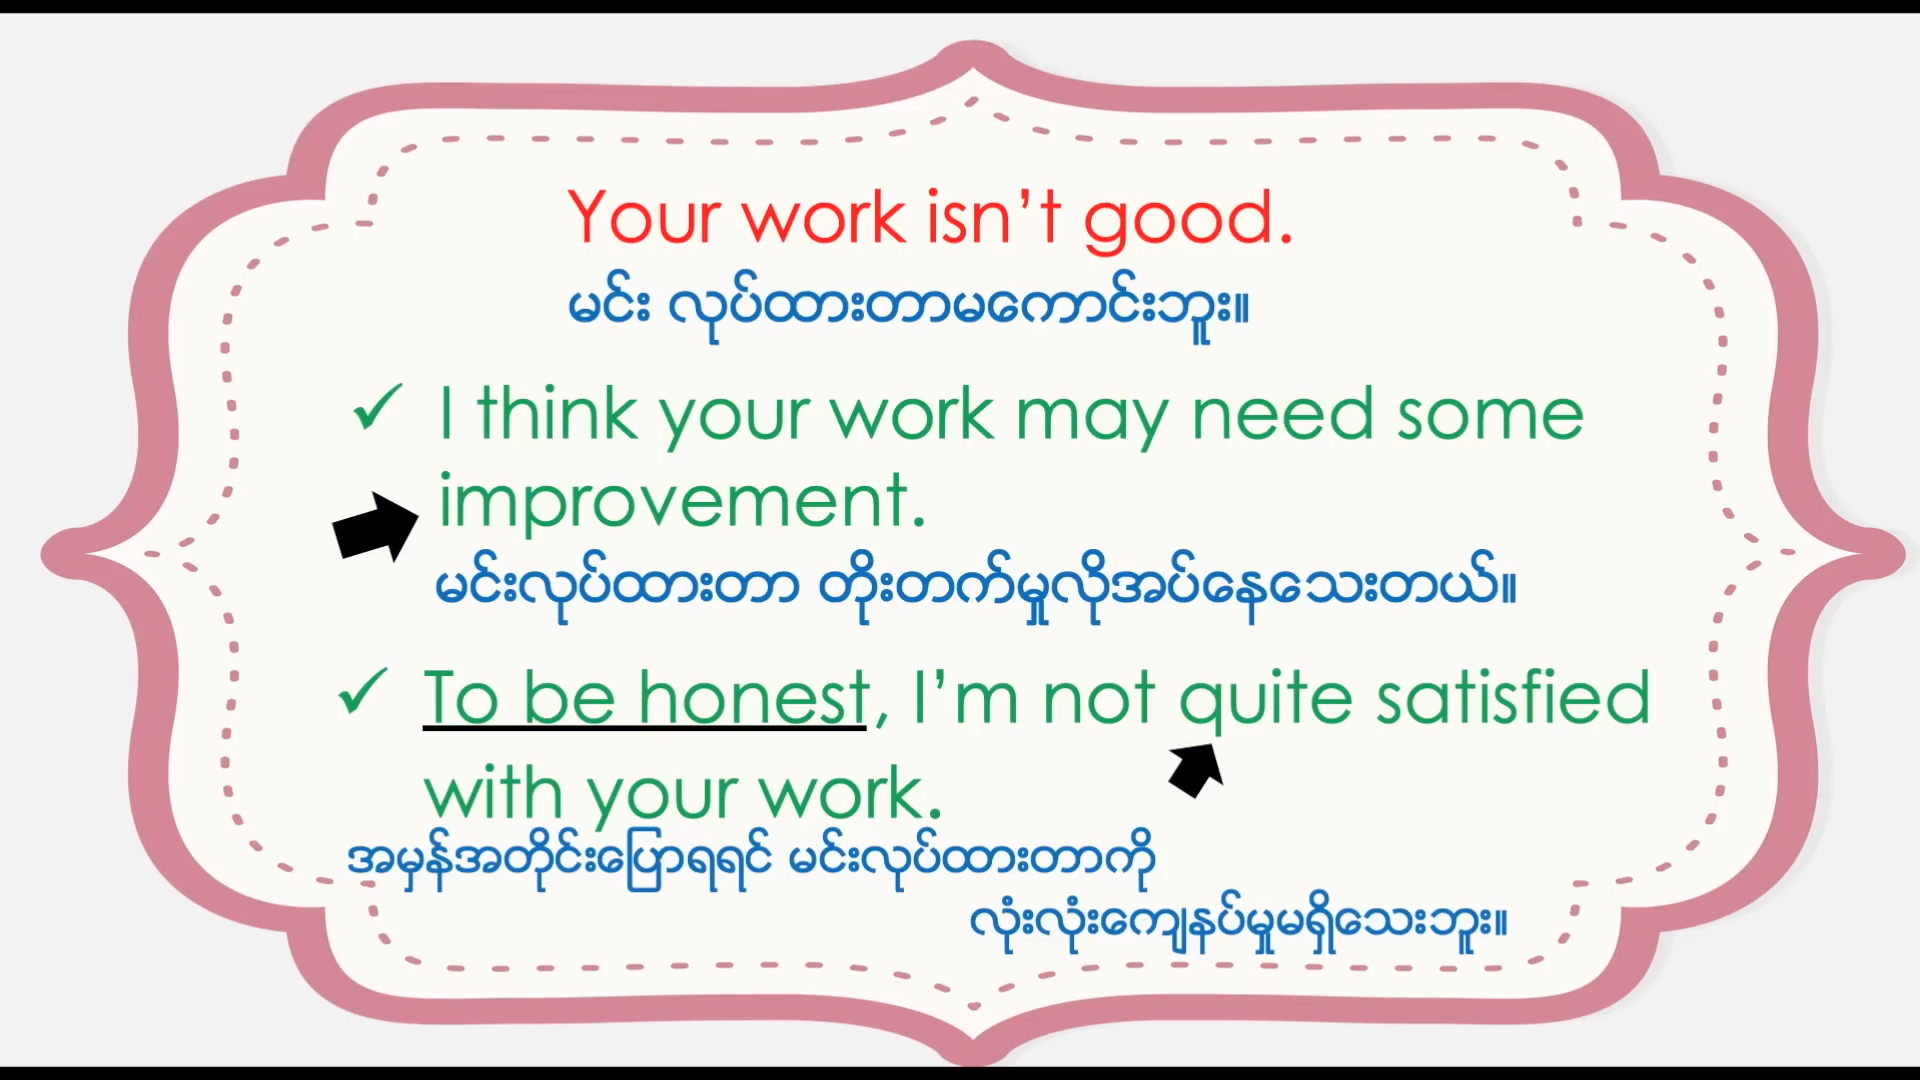 Your work isn’t good.
မင်း လုပ်ထားတာမကောင်းဘူး။
✓ I think your work may need some
improvement.
မင်းလုပ်ထားတာ တိုးတက်မှုလိုအပ်နေသေးတယ်။
✓ To be honest, I’m not quite satisfied
with your work.
အမှန်အတိုင်းပြောရရင် မင်းလုပ်ထားတာကို
လုံးလုံးကျေနပ်မှုမရှိသေးဘူး။